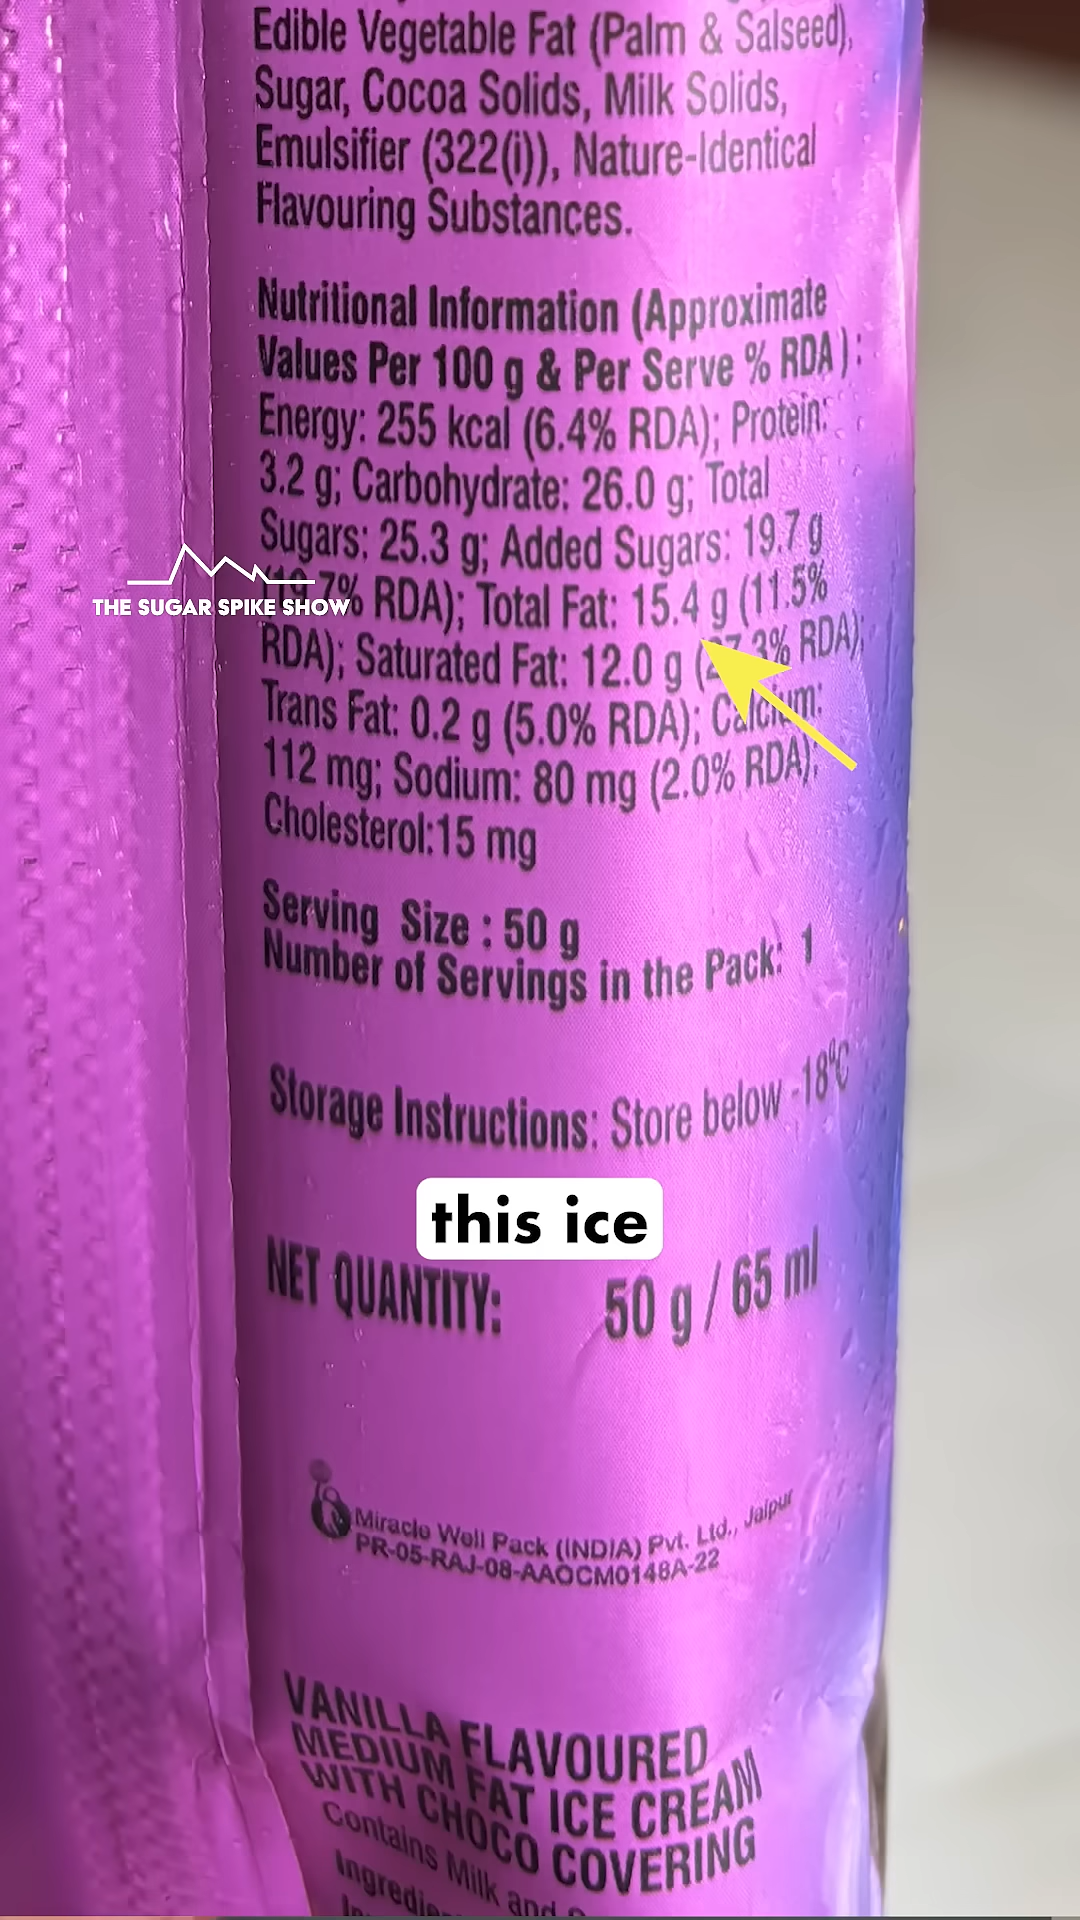 Edible Vegetable Fat (Palm & Salseed),
Sugar, Cocoa Solids, Milk Solids,
Emulsifier (322(i)), Nature-Identical
Flavouring Substances.
Nutritional Information (Approximate
Values Per 100 g & Per Serve % RDA):
Energy: 255 kcal (6.4% RDA); Protein:
3.2 g; Carbohydrate: 26.0 g; Total
Sugars: 25.3 g; Added Sugars: 19.7 g
(19.7% RDA); Total Fat: 15.4 g (11.5%
THE SUGAR SPIKE SHOW
RDA); Saturated Fat: 12.0 g RDA);
Trans Fat: 0.2 g (5.0% RDA); Calcium:
112 mg; Sodium: 80 mg (2.0% RDA);
Cholesterol:15 mg
Serving Size : 50 g
Number of Servings in the Pack: 1
Storage Instructions: Store below -18°C
this ice
NET QUANTITY: 50 g / 65 ml
Miracle Well Pack (INDIA) Pvt. Ltd., Jaipur
PR-05-RAJ-08-AAOCM0148A-22
VANILLA FLAVOURED
MEDIUM FAT ICE CREAM
WITH CHOCO COVERING
Contains Milk and